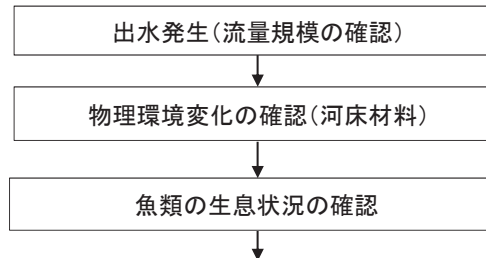 出水発生(流量規模の確認)
物理環境変化の確認(河床材料)
魚類の生息状況の確認